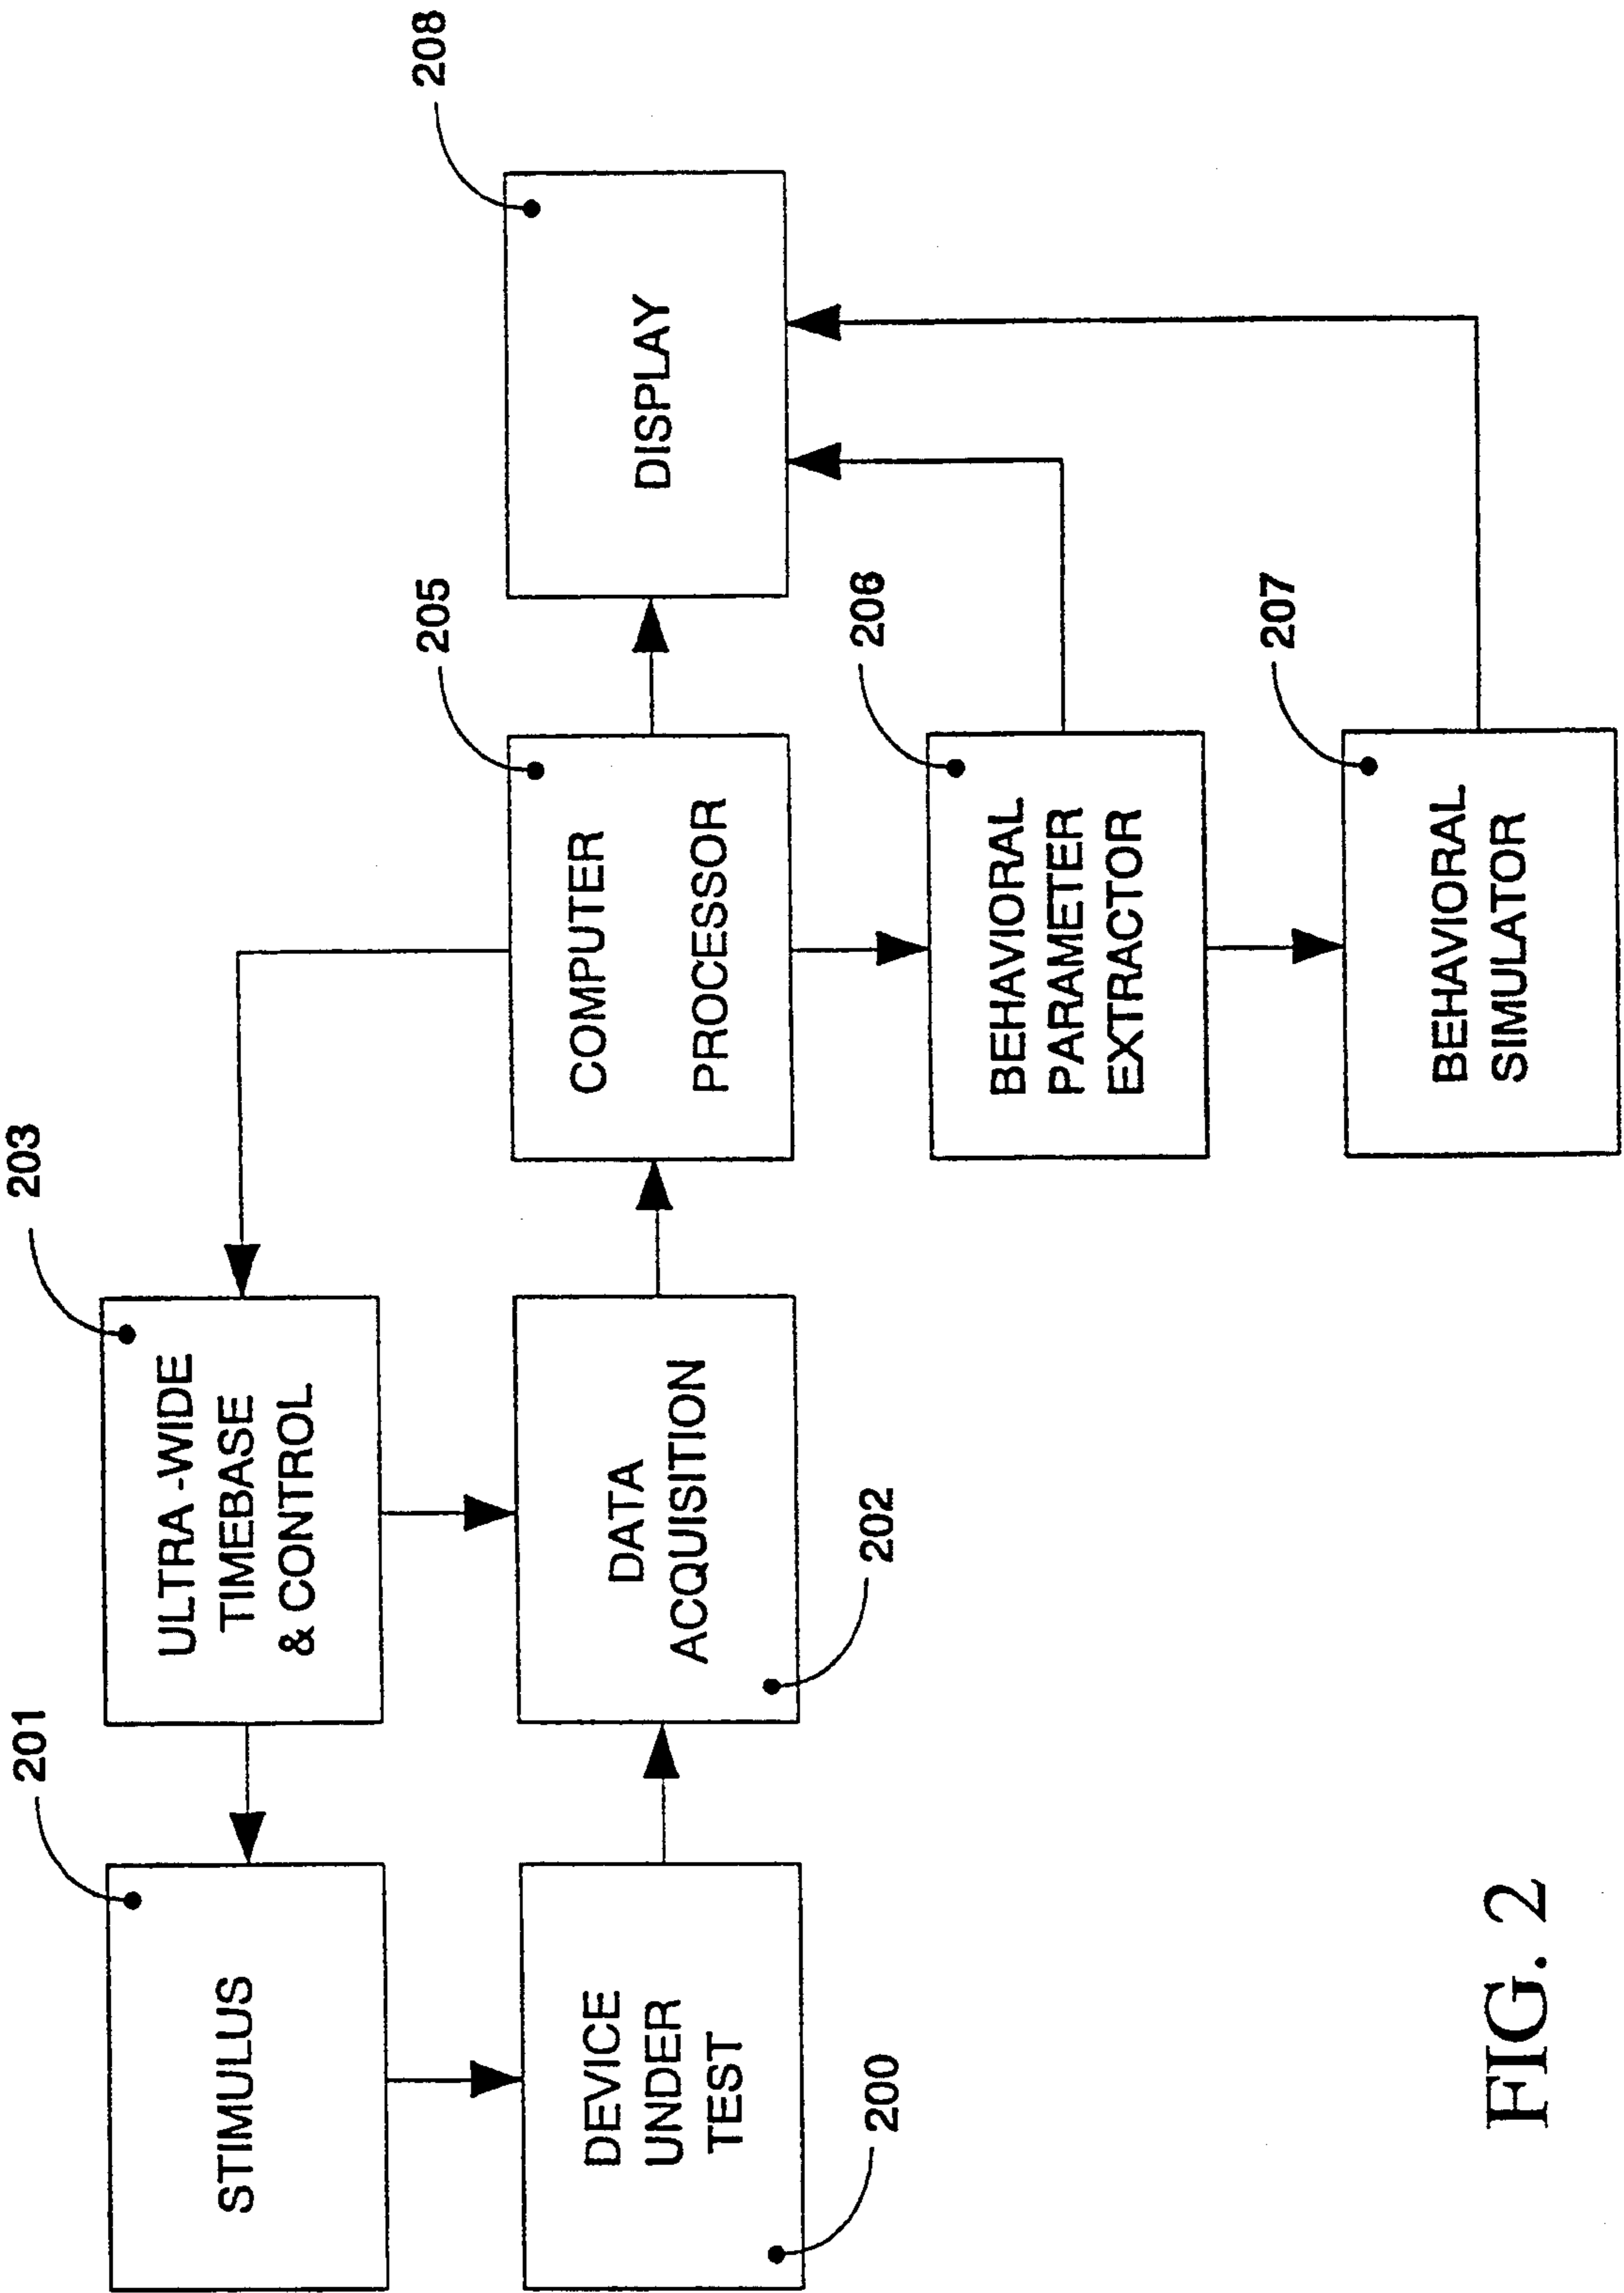 201
203
STIMULUS
ULTRA-WIDE
TIMEBASE
& CONTROL
205
208
DEVICE
UNDER
TEST
DATA
ACQUISITION
COMPUTER
PROCESSOR
DISPLAY
200
202
206
BEHAVIORAL
PARAMETER
EXTRACTOR
207
BEHAVIORAL
SIMULATOR
FIG. 2